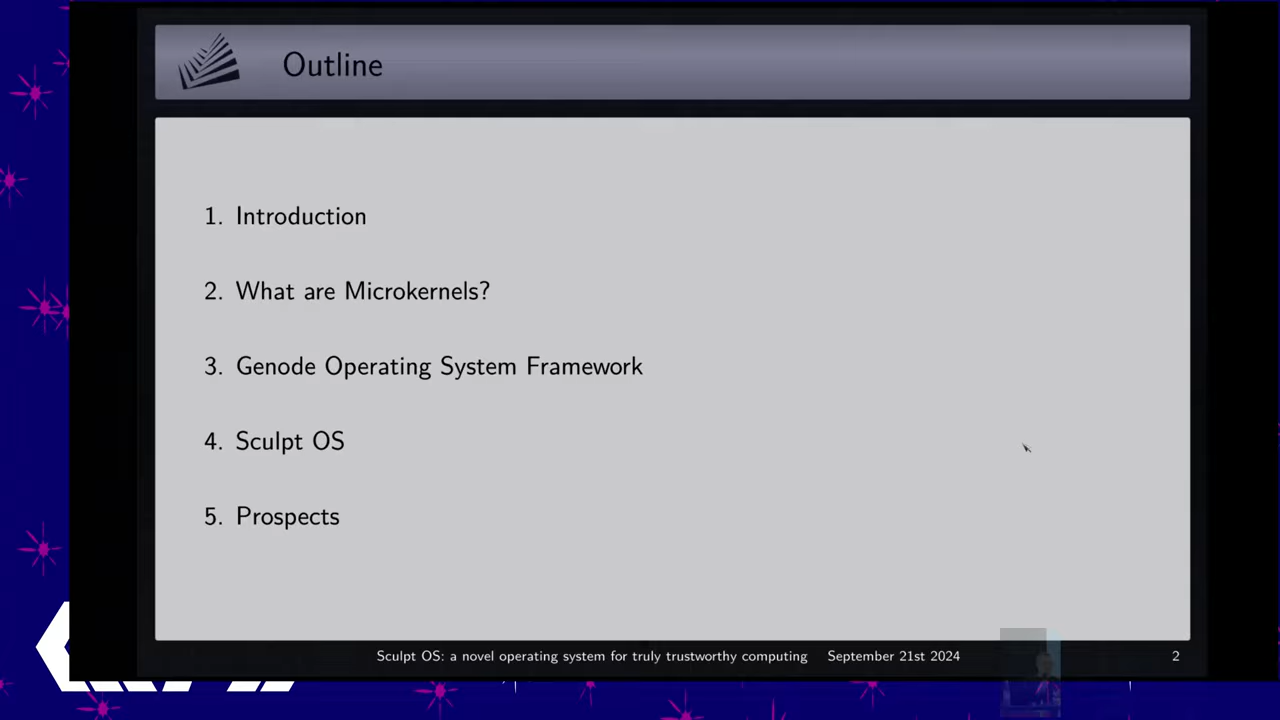 Outline
1. Introduction
2. What are Microkernels?
3. Genode Operating System Framework
4. Sculpt OS
5. Prospects
Sculpt OS: a novel operating system for truly trustworthy computing September 21st 2024 2